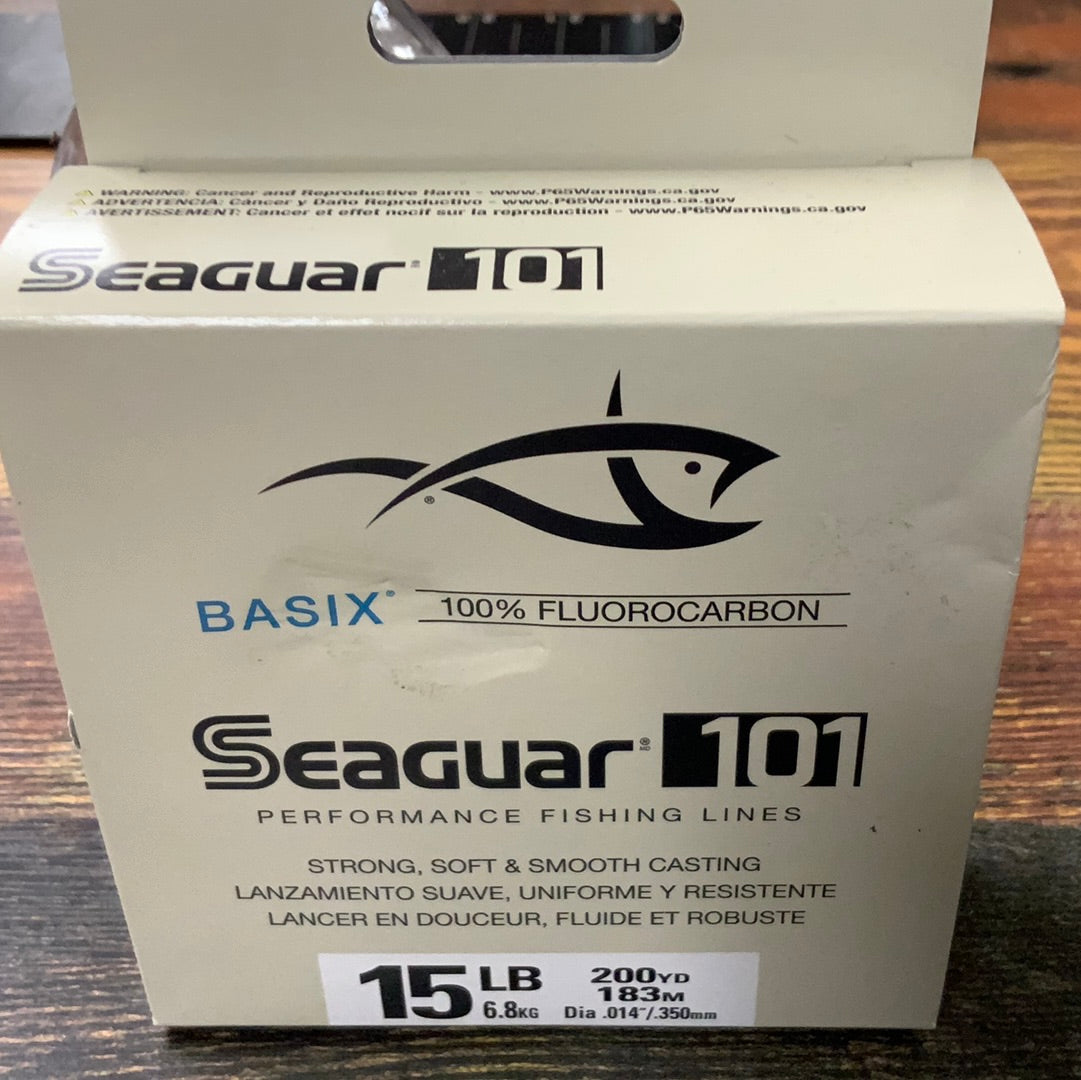 WARNING: Cancer and Reproductive Harm - www.P65Warnings.ca.gov
ADVERTENCIA: Cáncer y Daño Reproductivo - www.P65Warnings.ca.gov
AVERTISSEMENT: Cancer et effet nocif sur la reproduction - www.P65Warnings.ca.gov
SEAGUAR® 101
®
BASIX® 100% FLUOROCARBON
SEAGUAR® MD 101
PERFORMANCE FISHING LINES
STRONG, SOFT & SMOOTH CASTING
LANZAMIENTO SUAVE, UNIFORME Y RESISTENTE
LANCER EN DOUCEUR, FLUIDE ET ROBUSTE
15 LB 200YD
183M
6.8KG Dia .014"/.350mm